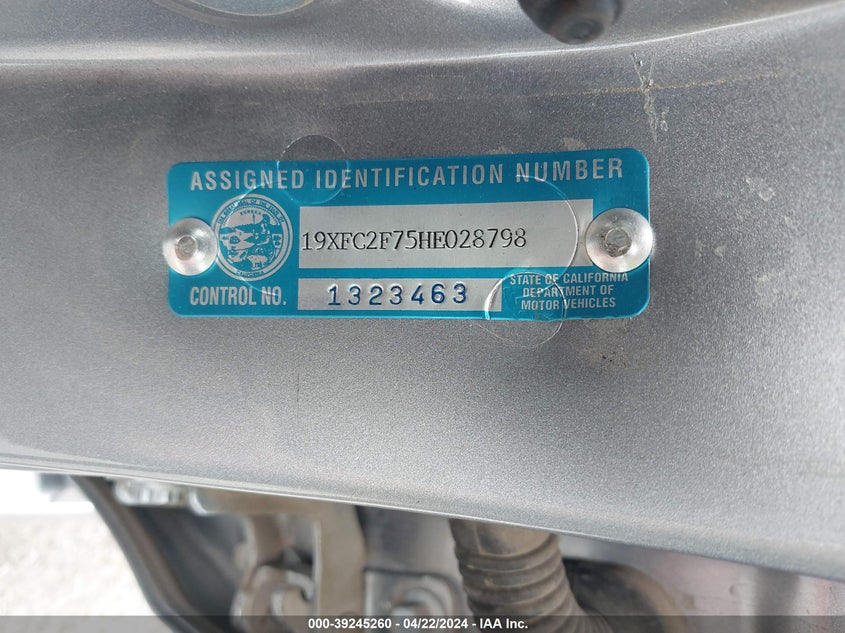 ASSIGNED IDENTIFICATION NUMBER
19XFC2F75HE028798
CONTROL NO. 1323463
STATE OF CALIFORNIA
DEPARTMENT OF
MOTOR VEHICLES
000-39245260 - 04/22/2024 - IAA Inc.